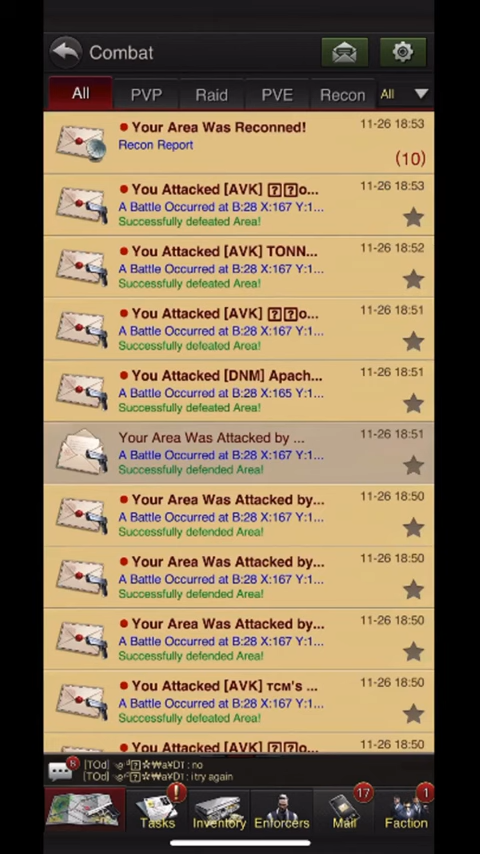 Combat
All PVP Raid PVE Recon All
Your Area Was Reconned! 11-26 18:53
Recon Report
(10)
You Attacked [AVK] o... 11-26 18:53
A Battle Occurred at B:28 X:167 Y:1...
Successfully defeated Area!
You Attacked [AVK] TONN... 11-26 18:52
A Battle Occurred at B:28 X:167 Y:1...
Successfully defeated Area!
You Attacked [AVK] o... 11-26 18:51
A Battle Occurred at B:28 X:167 Y:1...
Successfully defeated Area!
You Attacked [DNM] Apach... 11-26 18:51
A Battle Occurred at B:28 X:165 Y:1...
Successfully defeated Area!
Your Area Was Attacked by ... 11-26 18:51
A Battle Occurred at B:28 X:167 Y:1...
Successfully defended Area!
Your Area Was Attacked by... 11-26 18:50
A Battle Occurred at B:28 X:167 Y:1...
Successfully defended Area!
Your Area Was Attacked by... 11-26 18:50
A Battle Occurred at B:28 X:167 Y:1...
Successfully defended Area!
Your Area Was Attacked by... 11-26 18:50
A Battle Occurred at B:28 X:167 Y:1...
Successfully defended Area!
You Attacked [AVK] ᴛᴄᴍ's ... 11-26 18:50
A Battle Occurred at B:28 X:167 Y:1...
Successfully defeated Area!
You Attacked [AVK] o... 11-26 18:50
8
[TOd] : no
[TOd] : i try again
! 17 1
Tasks Inventory Enforcers Mail Faction